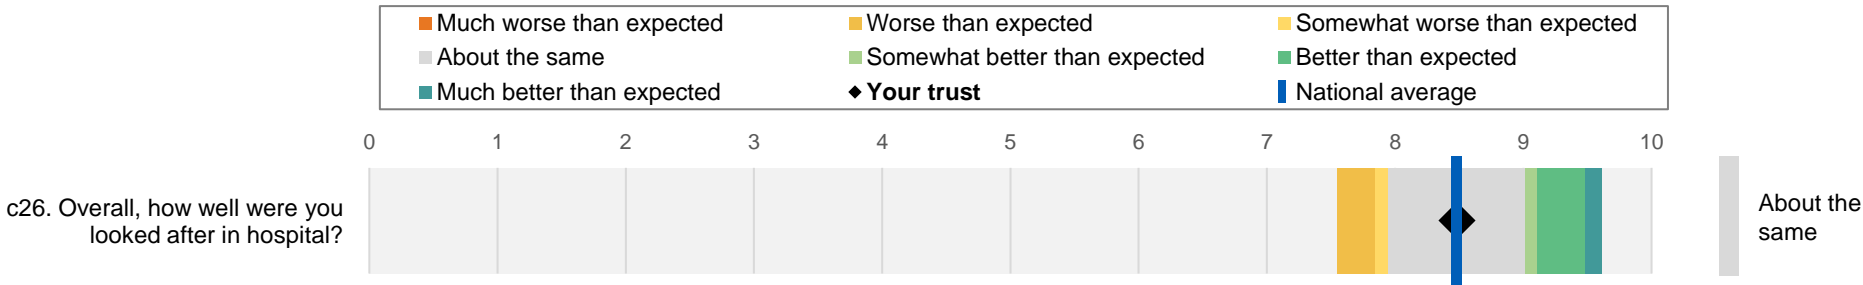 Much worse than expected Worse than expected Somewhat worse than expected
About the same Somewhat better than expected Better than expected
Much better than expected Your trust National average
0 1 2 3 4 5 6 7 8 9 10
c26. Overall, how well were you
looked after in hospital?
About the
same